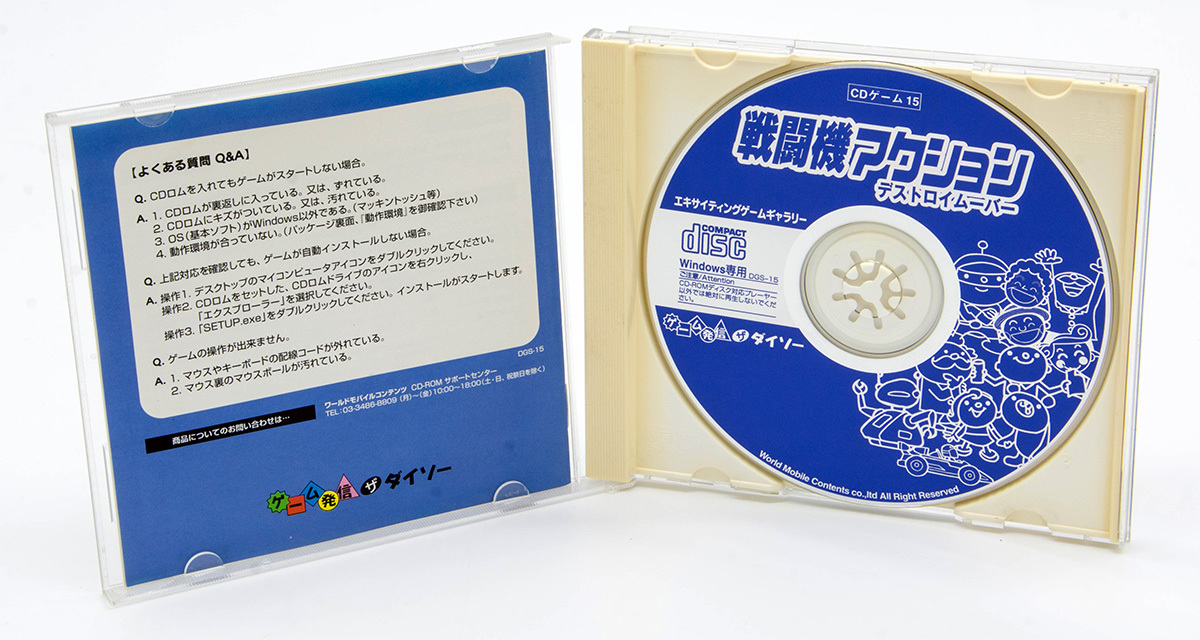 【よくある質問 Q&A】
Q. CDロムを入れてもゲームがスタートしない場合。
A. 1. CDロムが裏返しに入っている。又は、ずれている。
2. CDロムにキズがついている。又は、汚れている。
3. OS(基本ソフト)がWindows以外である。(マッキントッシュ等)
4. 動作環境が合っていない。(パッケージ裏面、「動作環境」を御確認下さい)
Q. 上記対応を確認しても、ゲームが自動インストールしない場合。
A. 操作1. デスクトップのマイコンピュータアイコンをダブルクリックしてください。
操作2. CDロムをセットした、CDロムドライブのアイコンを右クリックし、
「エクスプローラー」を選択してください。
操作3. 「SETUP.exe」をダブルクリックしてください。インストールがスタートします。
Q. ゲームの操作が出来ません。
A. 1. マウスやキーボードの配線コードが外れている。
2. マウス裏のマウスボールが汚れている。
DGS-15
商品についてのお問い合わせは…
ワールドモバイルコンテンツ CD-ROM サポートセンター
TEL:03-3486-8809 (月)〜(金)10:00〜18:00(土・日、祝祭日を除く)
ゲーム発信 ザ ダイソー
CDゲーム 15
戦闘機アクション
デストロイムーバー
エキサイティングゲームギャラリー
COMPACT
disc
Windows専用 DGS-15
ご注意/Attention
CD-ROMディスク対応プレーヤー
以外では絶対に再生しないでくだ
さい。
ゲーム発信 ザ ダイソー
World Mobile Contents co.,ltd All Right Reserved